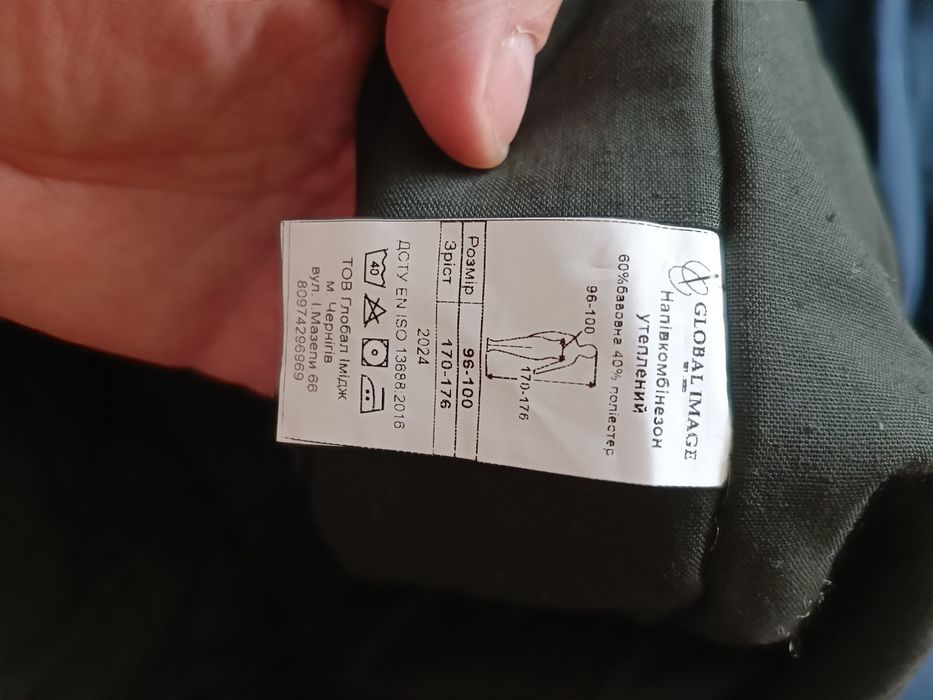 GLOBAL IMAGE
Напівкомбінезон
утеплений
60%бавовна 40% поліестер
96-100
170-176
Розмір 96-100
Зріст 170-176
2024
ДСТУ EN ISO 13688:2016
40
ТОВ Глобал Імідж
м Чернігів
вул. І.Мазепи 66
80974296969